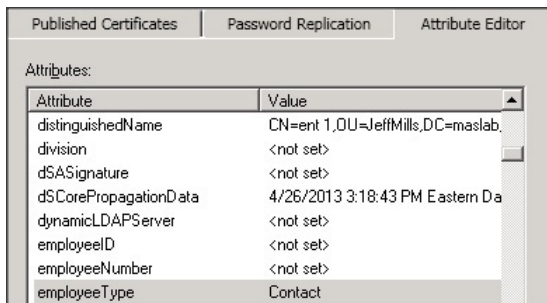 Published Certificates Password Replication Attribute Editor
Attributes:
Attribute Value
distinguishedName CN=ent 1,OU=JeffMills,DC=maslab,
division <not set>
dSASignature <not set>
dSCorePropagationData 4/26/2013 3:18:43 PM Eastern Da
dynamicLDAPServer <not set>
employeeID <not set>
employeeNumber <not set>
employeeType Contact